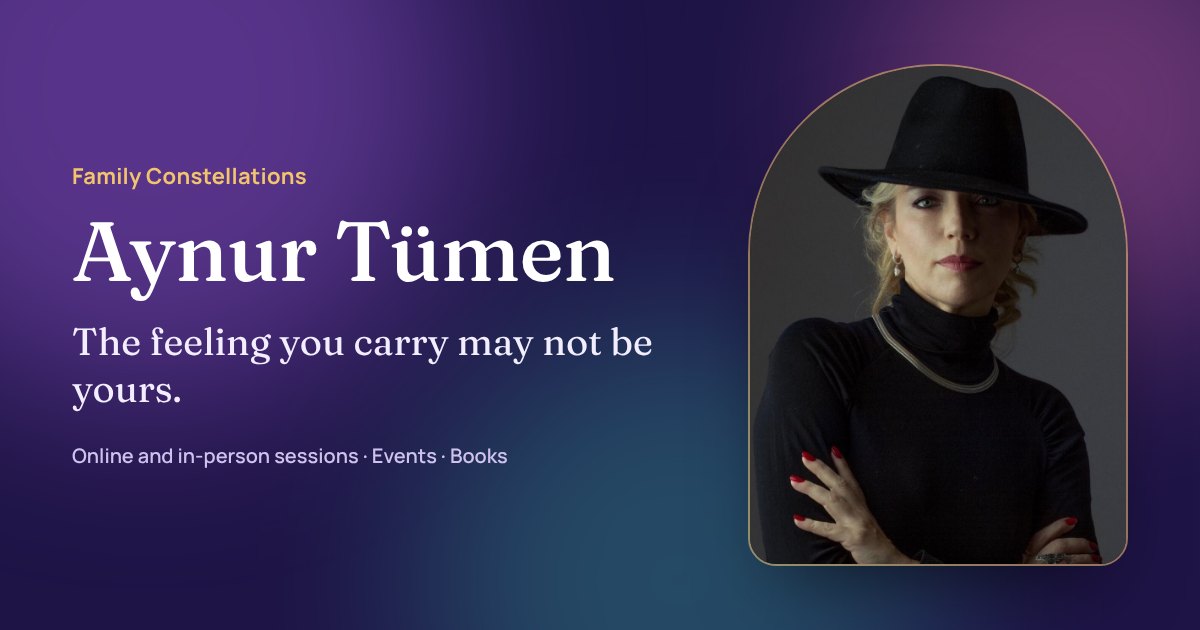 Family Constellations
Aynur Tümen
The feeling you carry may not be
yours.
Online and in-person sessions · Events · Books